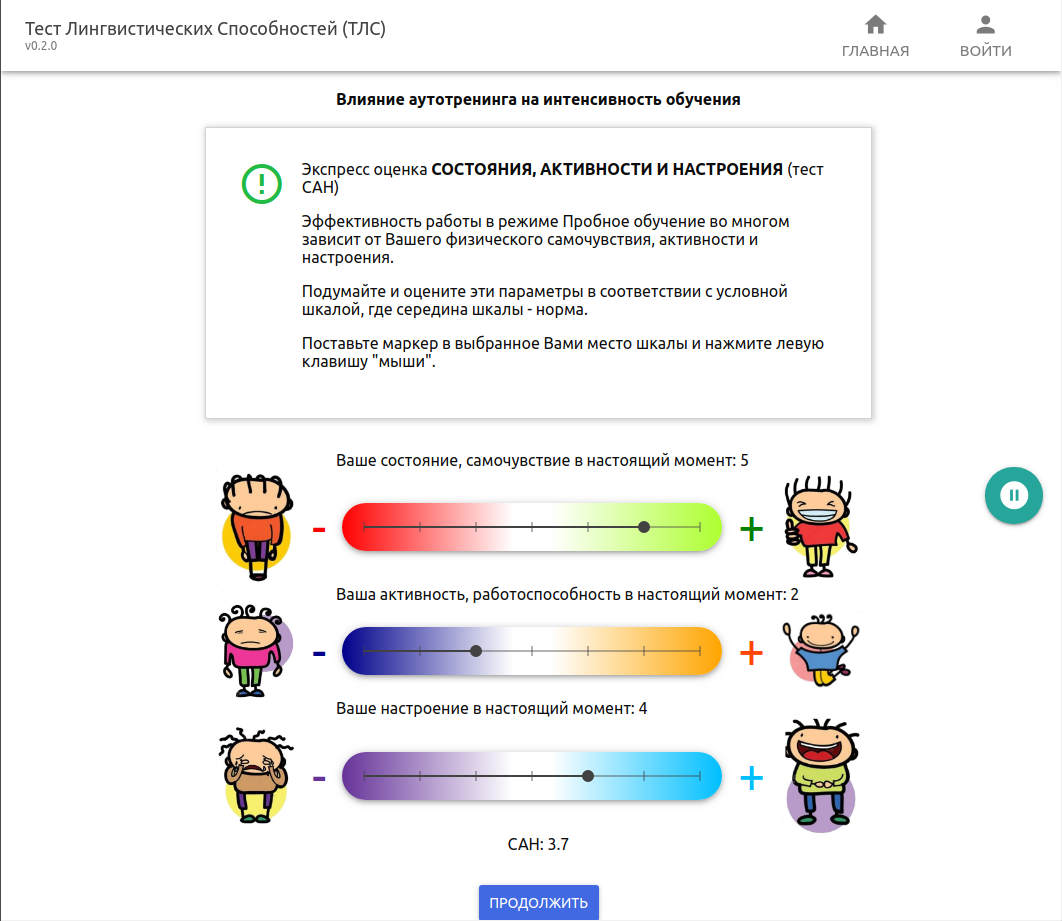 Тест Лингвистических Способностей (ТЛС)
v0.2.0
ГЛАВНАЯ
ВОЙТИ
Влияние аутотренинга на интенсивность обучения
Экспресс оценка СОСТОЯНИЯ, АКТИВНОСТИ И НАСТРОЕНИЯ (тест
САН)
Эффективность работы в режиме Пробное обучение во многом
зависит от Вашего физического самочувствия, активности и
настроения.
Подумайте и оцените эти параметры в соответствии с условной
шкалой, где середина шкалы - норма.
Поставьте маркер в выбранное Вами место шкалы и нажмите левую
клавишу "мыши".
Ваше состояние, самочувствие в настоящий момент: 5
- +
Ваша активность, работоспособность в настоящий момент: 2
- +
Ваше настроение в настоящий момент: 4
- +
САН: 3.7
ПРОДОЛЖИТЬ